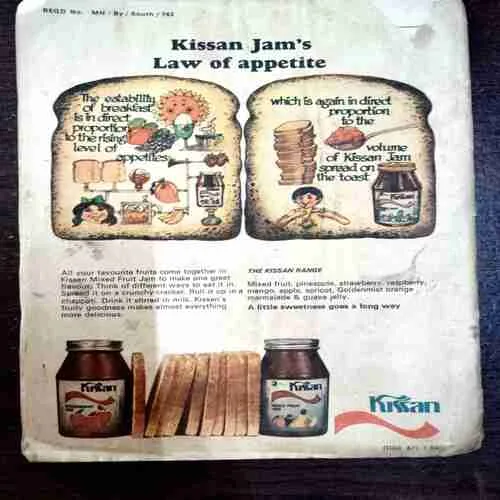 REGD No. MH / By / South / 742
Kissan Jam's
Law of appetite
The eatability
of breakfast
is in direct
proportion
to the rising
level of
appetites
which is again in direct
proportion
to the
volume
of Kissan Jam
spread on
the toast
All your favourite fruits come together in
Kissan Mixed Fruit Jam to make one great
flavour. Think of different ways to eat it in.
Spread it on a crunchy cracker. Roll it up in a
chappati. Drink it stirred in milk. Kissan's
fruity goodness makes almost everything
more delicious.
THE KISSAN RANGE
Mixed fruit, pineapple, strawberry, raspberry,
mango, apple, apricot, Goldenmist orange
marmalade & guava jelly.
A little sweetness goes a long way
Kissan
Kissan
Kissan
Kissan